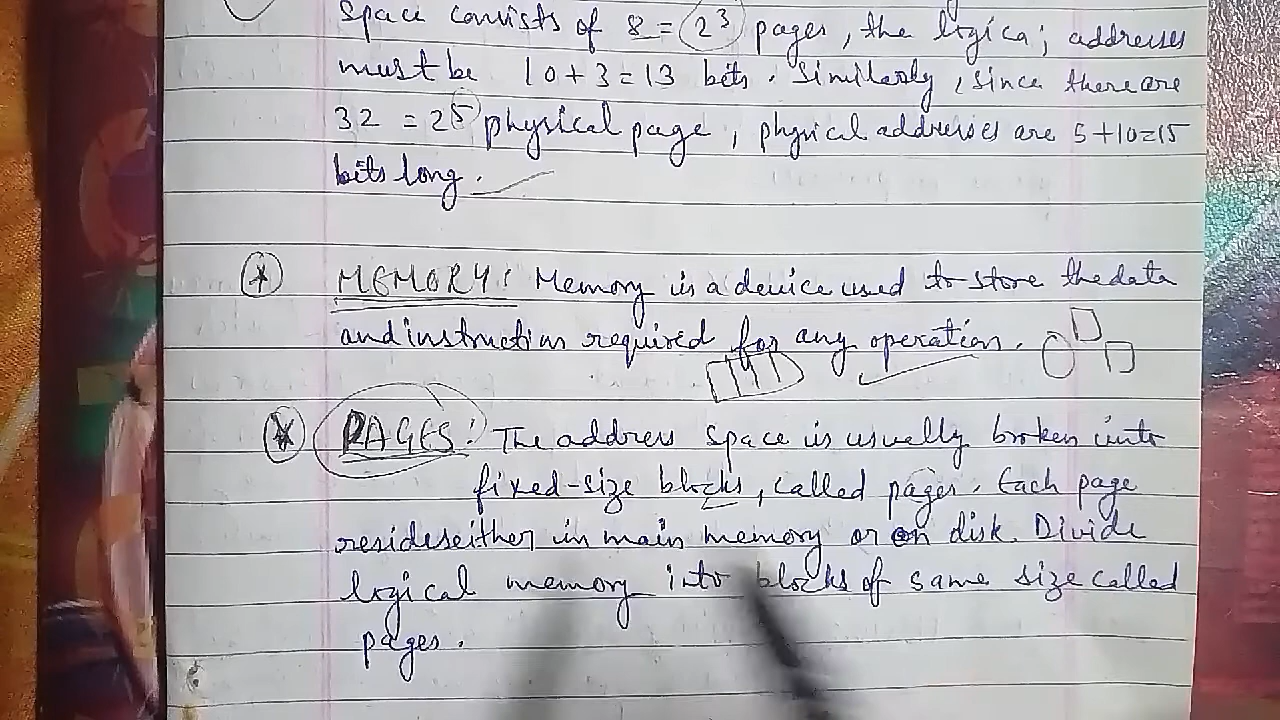 space consists of 8 = 2³ pages, the logica; addresses
must be 10+3=13 bits. Similarly, since there are
32 = 2⁵ physical page, physical addresses are 5+10=15
bits long.
MEMORY: Memory is a device used to store the data
and instruction required for any operation.
PAGES: The address space is usually broken into
fixed-size blocks, called pages. Each page
resides either in main memory or on disk. Divide
logical memory into blocks of same size called
pages.